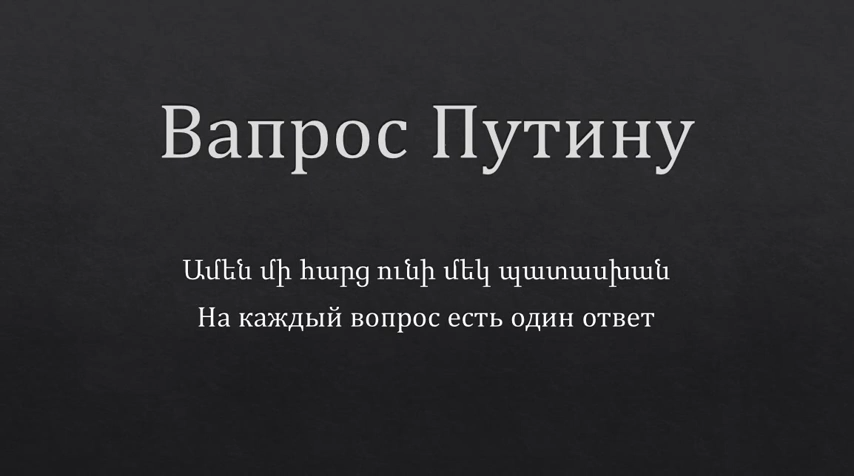 Вапрос Путину
Ամեն մի հարց ունի մեկ պատասխան
На каждый вопрос есть один ответ